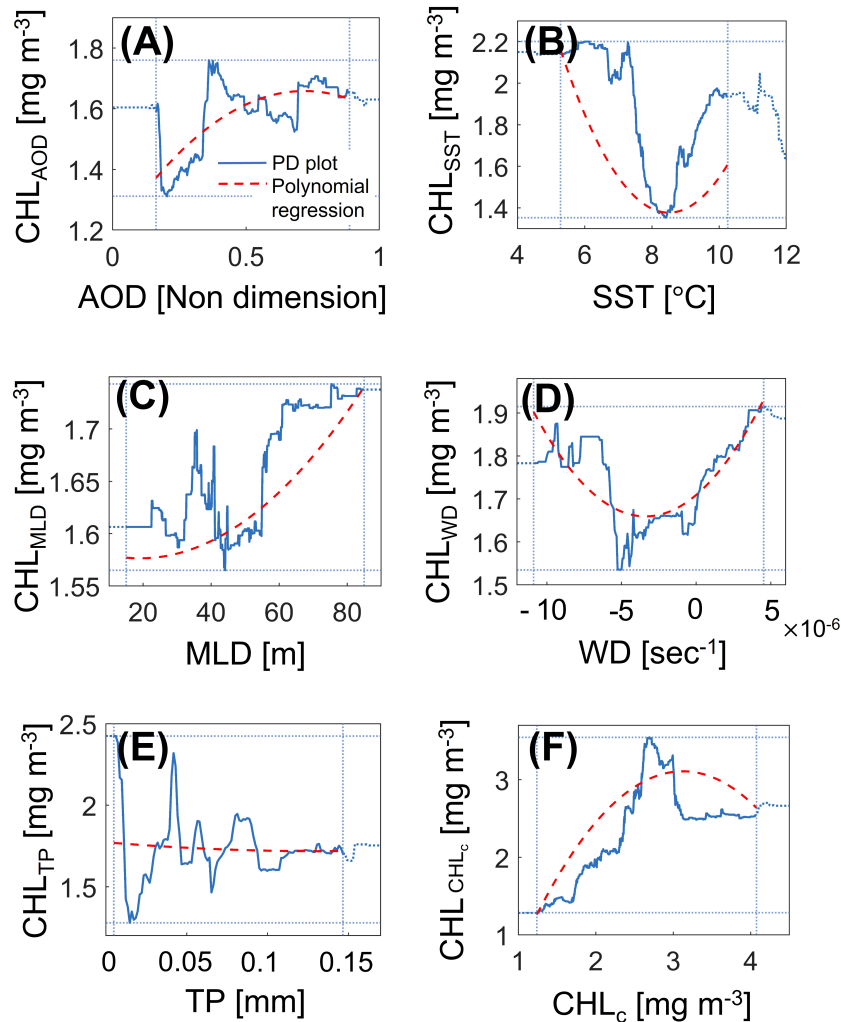 (A)
CHL_AOD [mg m-3]
1.8
1.6
1.4
1.2
PD plot
Polynomial
regression
0 0.5 1
AOD [Non dimension]
(B)
CHL_SST [mg m-3]
2.2
2
1.8
1.6
1.4
4 6 8 10 12
SST [°C]
(C)
CHL_MLD [mg m-3]
1.7
1.65
1.6
1.55
20 40 60 80
MLD [m]
(D)
CHL_WD [mg m-3]
1.9
1.8
1.7
1.6
1.5
- 10 -5 0 5
×10-6
WD [sec-1]
(E)
CHL_TP [mg m-3]
2.5
2
1.5
0 0.05 0.1 0.15
TP [mm]
(F)
CHL CHL_c [mg m-3]
3
2
1
1 2 3 4
CHL_c [mg m-3]